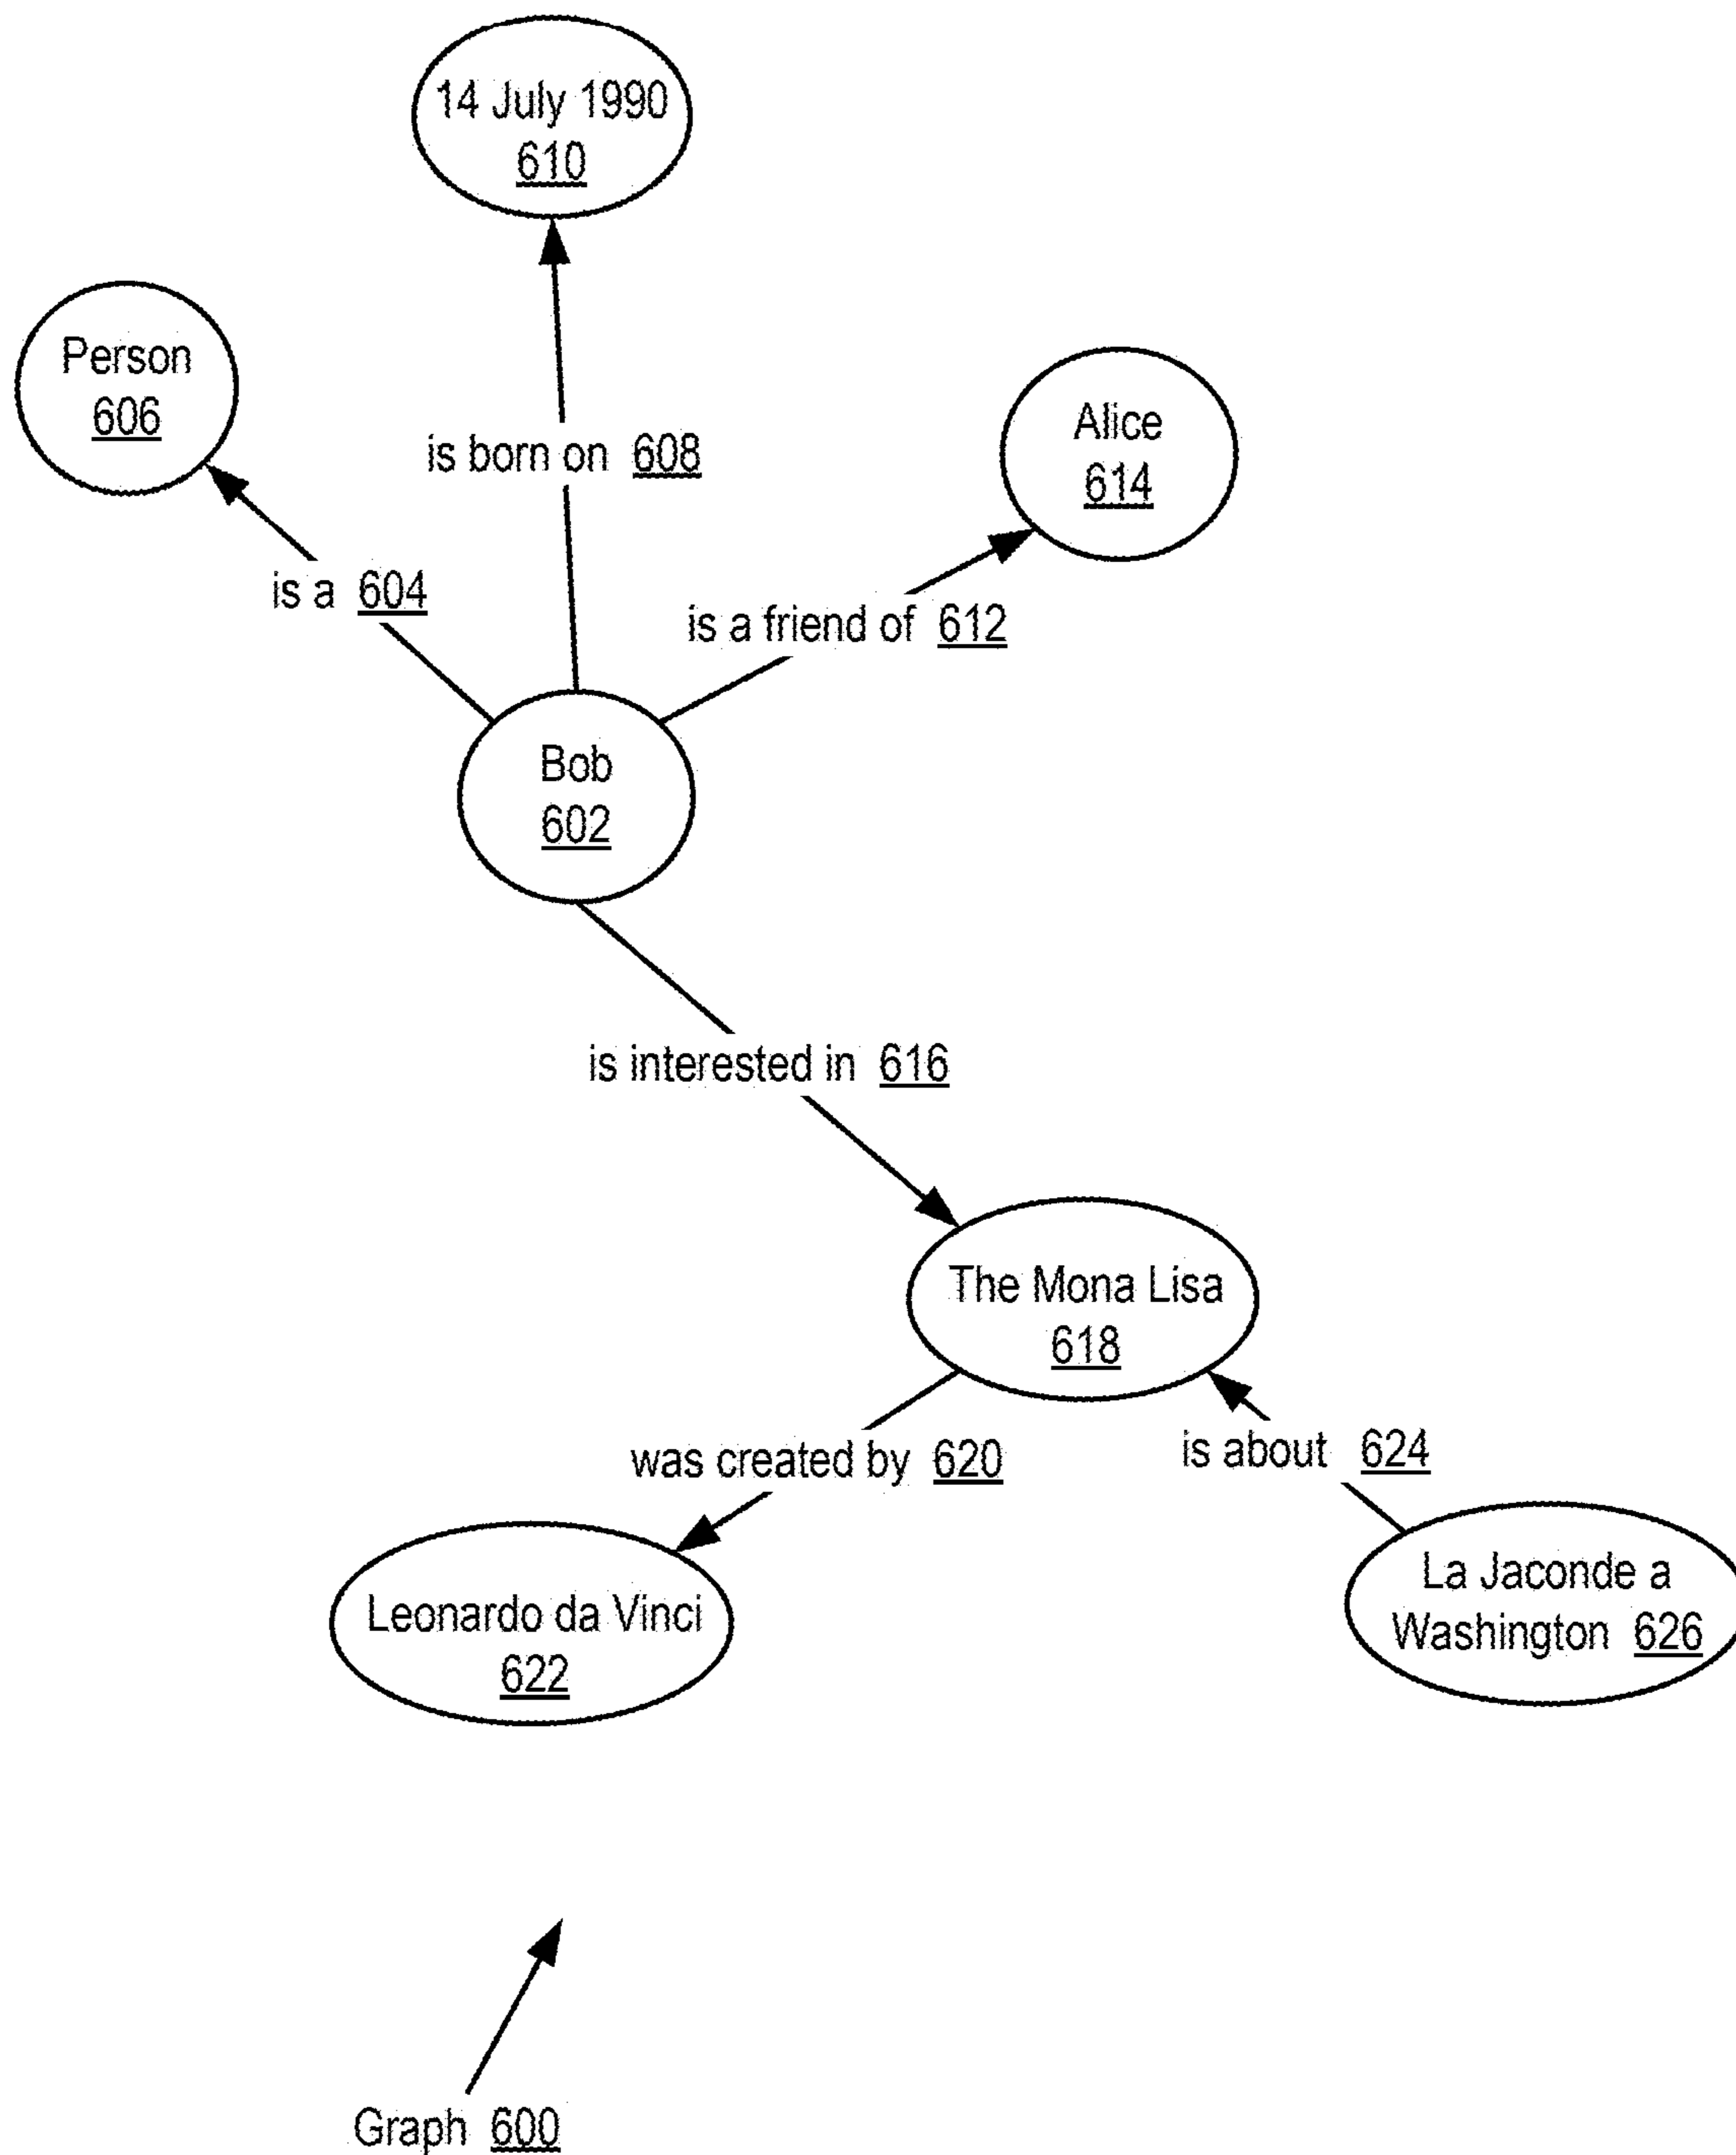 14 July 1990
610
Person
606
Alice
614
is born on 608
is a 604
is a friend of 612
Bob
602
is interested in 616
The Mona Lisa
618
was created by 620
is about 624
Leonardo da Vinci
622
La Jaconde a
Washington 626
Graph 600